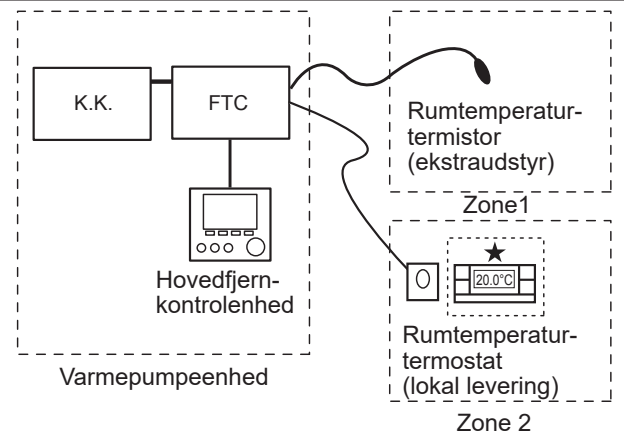 K.K.
FTC
Hovedfjern-
kontrolenhed
Varmepumpeenhed
Rumtemperatur-
termistor
(ekstraudstyr)
Zone1
20.0°C
Rumtemperatur-
termostat
(lokal levering)
Zone 2